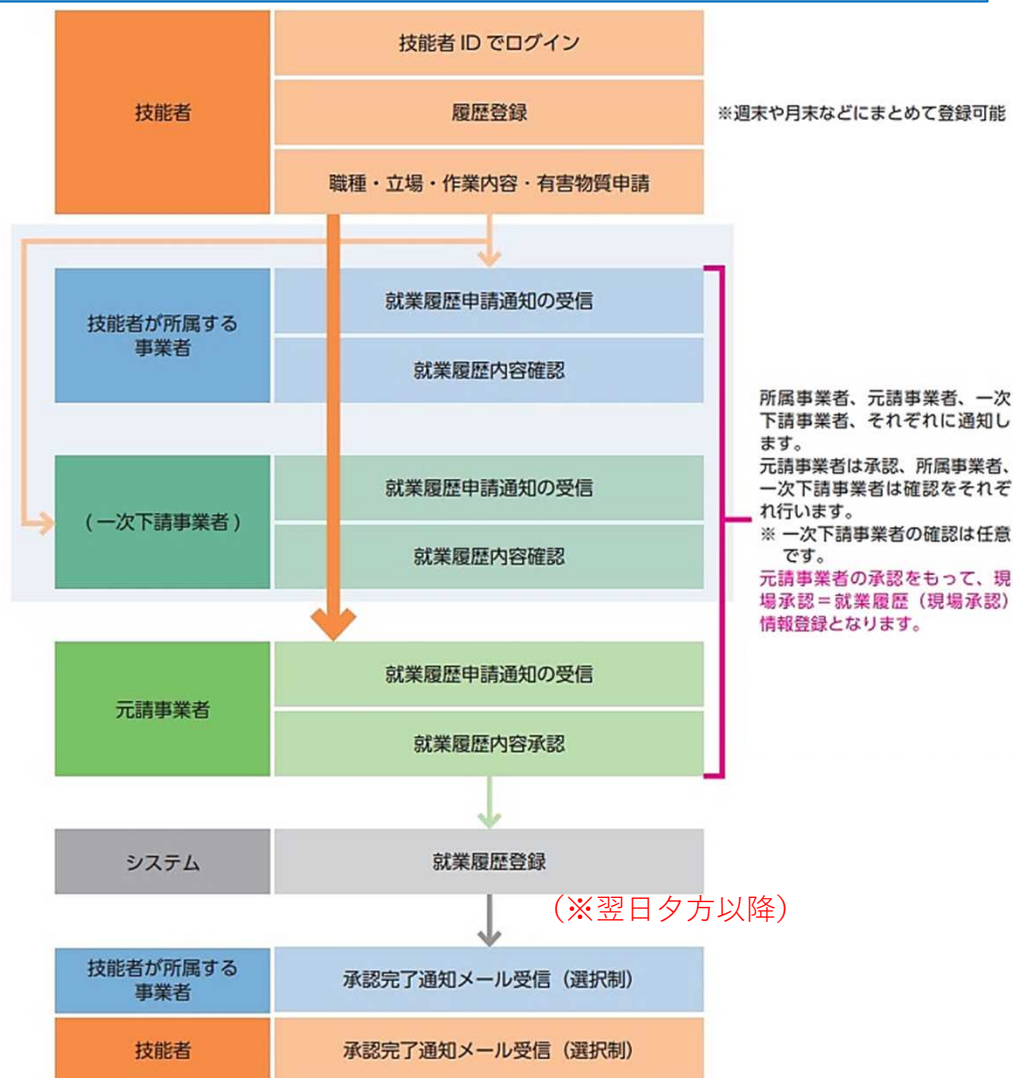 技能者
技能者 ID でログイン
履歴登録
※週末や月末などにまとめて登録可能
職種・立場・作業内容・有害物質申請
技能者が所属する
事業者
就業履歴申請通知の受信
就業履歴内容確認
(一次下請事業者)
就業履歴申請通知の受信
就業履歴内容確認
所属事業者、元請事業者、一次
下請事業者、それぞれに通知し
ます。
元請事業者は承認、所属事業者、
一次下請事業者は確認をそれぞ
れ行います。
※ 一次下請事業者の確認は任意
です。
元請事業者の承認をもって、現
場承認=就業履歴(現場承認)
情報登録となります。
元請事業者
就業履歴申請通知の受信
就業履歴内容承認
システム
就業履歴登録
(※翌日夕方以降)
技能者が所属する
事業者
承認完了通知メール受信(選択制)
技能者
承認完了通知メール受信(選択制)